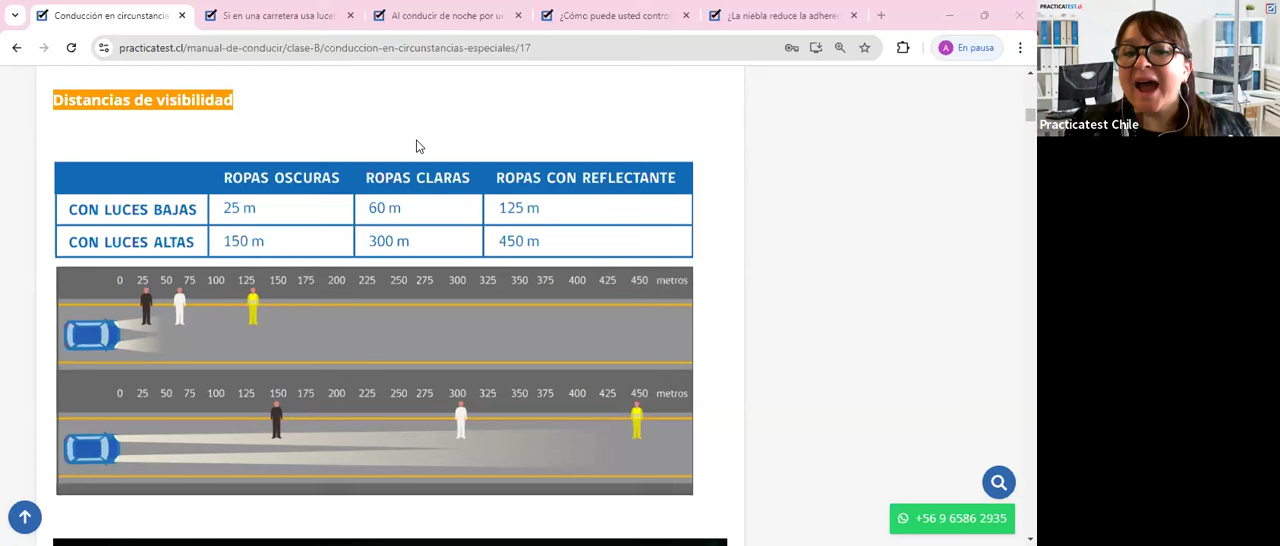 Conducción en circunstancia
Si en una carretera usa luce
Al conducir de noche por un
¿Cómo puede usted contro
¿La niebla reduce la adheren
practicatest.cl/manual-de-conducir/clase-B/conduccion-en-circunstancias-especiales/17
A En pausa
PRACTICATEST.CL
Practicatest Chile
Distancias de visibilidad
ROPAS OSCURAS ROPAS CLARAS ROPAS CON REFLECTANTE
CON LUCES BAJAS 25 m 60 m 125 m
CON LUCES ALTAS 150 m 300 m 450 m
0 25 50 75 100 125 150 175 200 225 250 275 300 325 350 375 400 425 450 metros
0 25 50 75 100 125 150 175 200 225 250 275 300 325 350 375 400 425 450 metros
+56 9 6586 2935